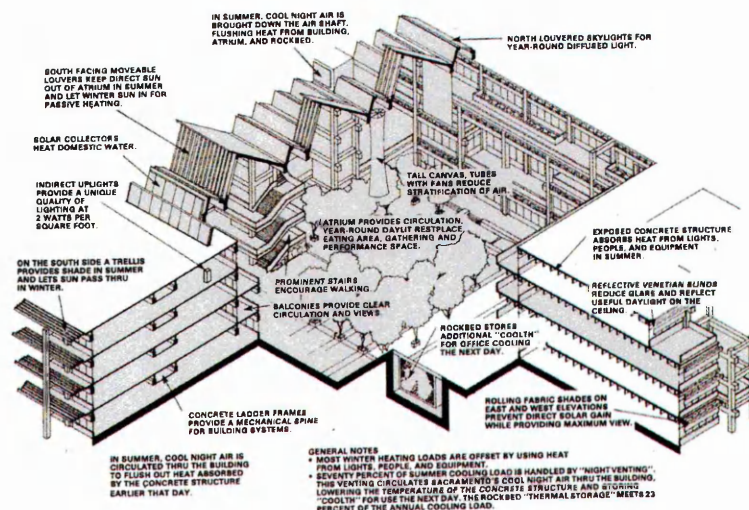 IN SUMMER, COOL NIGHT AIR IS
BROUGHT DOWN THE AIR SHAFT,
FLUSHING HEAT FROM BUILDING,
ATRIUM, AND ROCKBED.
NORTH LOUVERED SKYLIGHTS FOR
YEAR-ROUND DIFFUSED LIGHT.
SOUTH FACING MOVEABLE
LOUVERS KEEP DIRECT SUN
OUT OF ATRIUM IN SUMMER
AND LET WINTER SUN IN FOR
PASSIVE HEATING.
SOLAR COLLECTORS
HEAT DOMESTIC WATER.
INDIRECT UPLIGHTS
PROVIDE A UNIQUE
QUALITY OF
LIGHTING AT
2 WATTS PER
SQUARE FOOT.
TALL CANVAS, TUBES
WITH FANS REDUCE
STRATIFICATION OF AIR.
ATRIUM PROVIDES CIRCULATION,
YEAR-ROUND DAYLIT RESTPLACE,
EATING AREA, GATHERING AND
PERFORMANCE SPACE.
EXPOSED CONCRETE STRUCTURE
ABSORBS HEAT FROM LIGHTS,
PEOPLE, AND EQUIPMENT
IN SUMMER.
ON THE SOUTH SIDE A TRELLIS
PROVIDES SHADE IN SUMMER
AND LETS SUN PASS THRU
IN WINTER.
PROMINENT STAIRS
ENCOURAGE WALKING
BALCONIES PROVIDE CLEAR
CIRCULATION AND VIEWS
REFLECTIVE VENETIAN BLINDS
REDUCE GLARE AND REFLECT
USEFUL DAYLIGHT ON THE
CEILING.
ROCKBED STORES
ADDITIONAL "COOLTH"
FOR OFFICE COOLING
THE NEXT DAY.
CONCRETE LADDER FRAMES
PROVIDE A MECHANICAL SPINE
FOR BUILDING SYSTEMS.
ROLLING FABRIC SHADES ON
EAST AND WEST ELEVATIONS
PREVENT DIRECT SOLAR GAIN
WHILE PROVIDING MAXIMUM VIEW.
IN SUMMER, COOL NIGHT AIR IS
CIRCULATED THRU THE BUILDING
TO FLUSH OUT HEAT ABSORBED
BY THE CONCRETE STRUCTURE
EARLIER THAT DAY.
GENERAL NOTES
• MOST WINTER HEATING LOADS ARE OFFSET BY USING HEAT
FROM LIGHTS, PEOPLE, AND EQUIPMENT.
• SEVENTY PERCENT OF SUMMER COOLING LOAD IS HANDLED BY "NIGHT VENTING".
THIS VENTING CIRCULATES SACRAMENTO'S COOL NIGHT AIR THRU THE BUILDING,
LOWERING THE TEMPERATURE OF THE CONCRETE STRUCTURE AND STORING
"COOLTH" FOR USE THE NEXT DAY. THE ROCKBED "THERMAL STORAGE" MEETS 23
PERCENT OF THE ANNUAL COOLING LOAD.